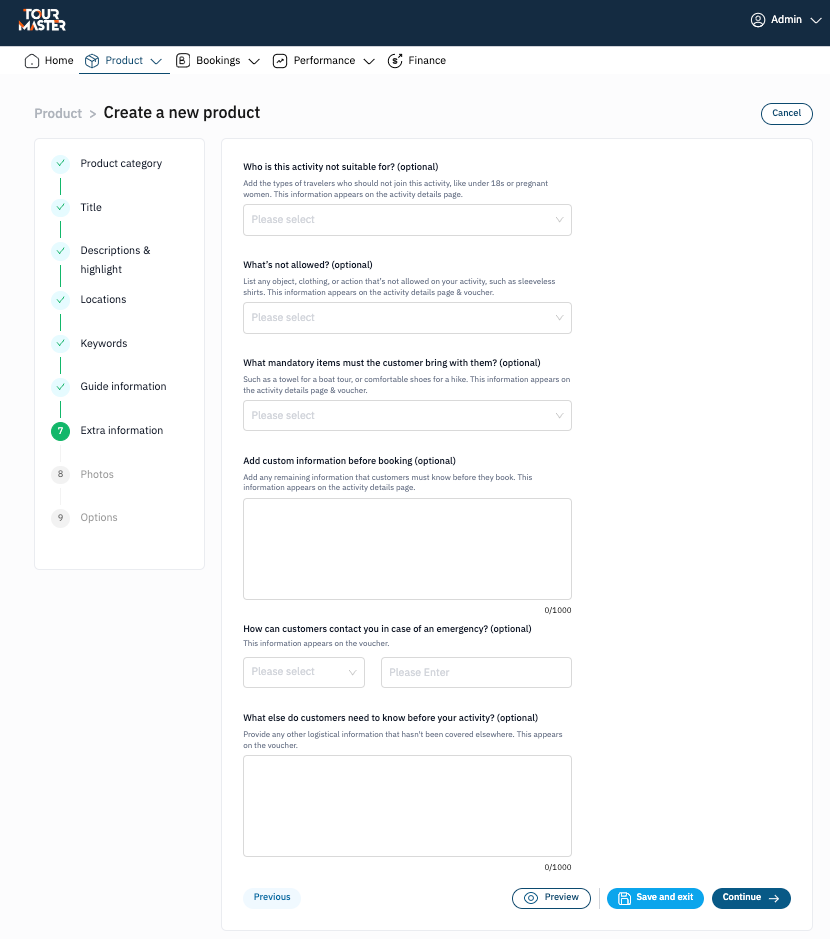 TOUR
MASTER
Admin
Home
Product
B
Bookings
Performance
$
Finance
Product > Create a new product
Cancel
Product category
Title
Descriptions &
highlight
Locations
Keywords
Guide information
7
Extra information
8
Photos
9
Options
Who is this activity not suitable for? (optional)
Add the types of travelers who should not join this activity, like under 18s or pregnant
women. This information appears on the activity details page.
Please select
What's not allowed? (optional)
List any object, clothing, or action that's not allowed on your activity, such as sleeveless
shirts. This information appears on the activity details page & voucher.
Please select
What mandatory items must the customer bring with them? (optional)
Such as a towel for a boat tour, or comfortable shoes for a hike. This information appears on
the activity details page & voucher.
Please select
Add custom information before booking (optional)
Add any remaining information that customers must know before they book. This
information appears on the activity details page.
0/1000
How can customers contact you in case of an emergency? (optional)
This information appears on the voucher.
Please select
Please Enter
What else do customers need to know before your activity? (optional)
Provide any other logistical information that hasn't been covered elsewhere. This appears
on the voucher.
0/1000
Previous
Preview
Save and exit
Continue